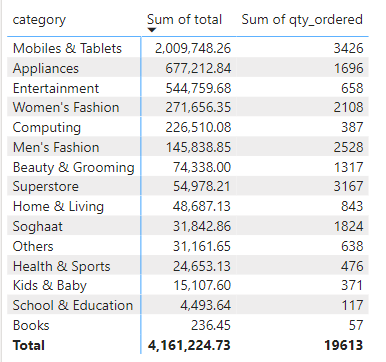 category Sum of total Sum of qty_ordered
Mobiles & Tablets 2,009,748.26 3426
Appliances 677,212.84 1696
Entertainment 544,759.68 658
Women's Fashion 271,656.35 2108
Computing 226,510.08 387
Men's Fashion 145,838.85 2528
Beauty & Grooming 74,338.00 1317
Superstore 54,978.21 3167
Home & Living 48,687.13 843
Soghaat 31,842.86 1824
Others 31,161.65 638
Health & Sports 24,653.13 476
Kids & Baby 15,107.60 371
School & Education 4,493.64 117
Books 236.45 57
Total 4,161,224.73 19613